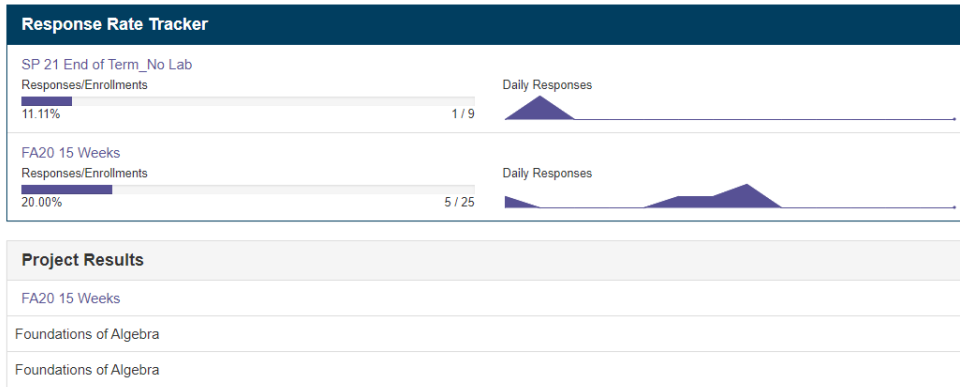 Response Rate Tracker
SP 21 End of Term_No Lab
Responses/Enrollments
Daily Responses
11.11%
1 / 9
FA20 15 Weeks
Responses/Enrollments
Daily Responses
20.00%
5 / 25
Project Results
FA20 15 Weeks
Foundations of Algebra
Foundations of Algebra